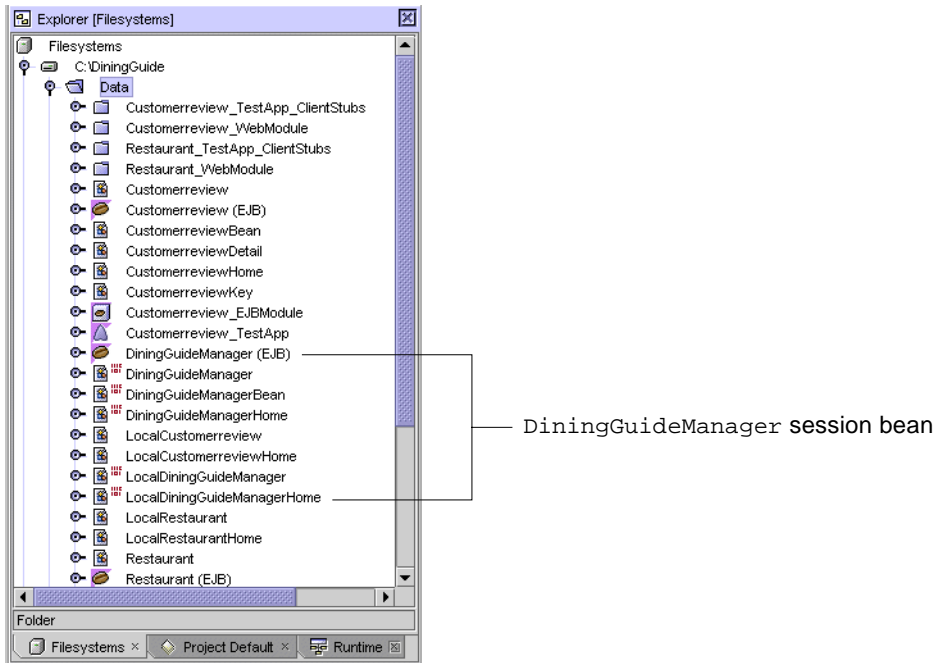 Explorer [Filesystems]
Filesystems
C:\DiningGuide
Data
Customerreview_TestApp_ClientStubs
Customerreview_WebModule
Restaurant_TestApp_ClientStubs
Restaurant_WebModule
Customerreview
Customerreview (EJB)
CustomerreviewBean
CustomerreviewDetail
CustomerreviewHome
CustomerreviewKey
Customerreview_EJBModule
Customerreview_TestApp
DiningGuideManager (EJB)
DiningGuideManager
DiningGuideManagerBean
DiningGuideManagerHome
LocalCustomerreview
LocalCustomerreviewHome
LocalDiningGuideManager
LocalDiningGuideManagerHome
LocalRestaurant
LocalRestaurantHome
Restaurant
Restaurant (EJB)
DiningGuideManager session bean
Folder
Filesystems Project Default Runtime